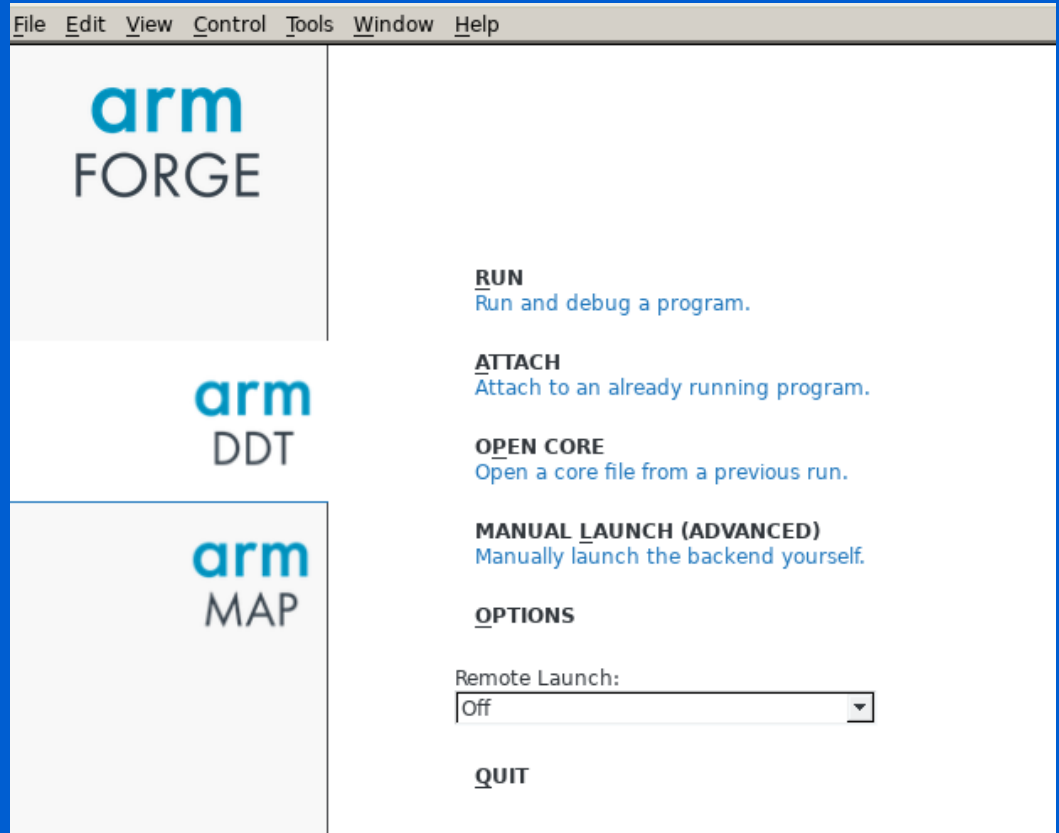 File Edit View Control Tools Window Help
arm
FORGE
arm
DDT
arm
MAP
RUN
Run and debug a program.
ATTACH
Attach to an already running program.
OPEN CORE
Open a core file from a previous run.
MANUAL LAUNCH (ADVANCED)
Manually launch the backend yourself.
OPTIONS
Remote Launch:
Off
QUIT